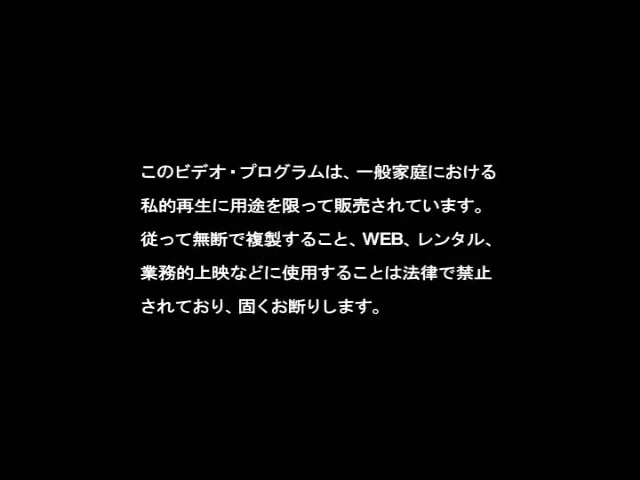 このビデオ・プログラムは、一般家庭における
私的再生に用途を限って販売されています。
従って無断で複製すること、WEB、レンタル、
業務的上映などに使用することは法律で禁止
されており、固くお断りします。